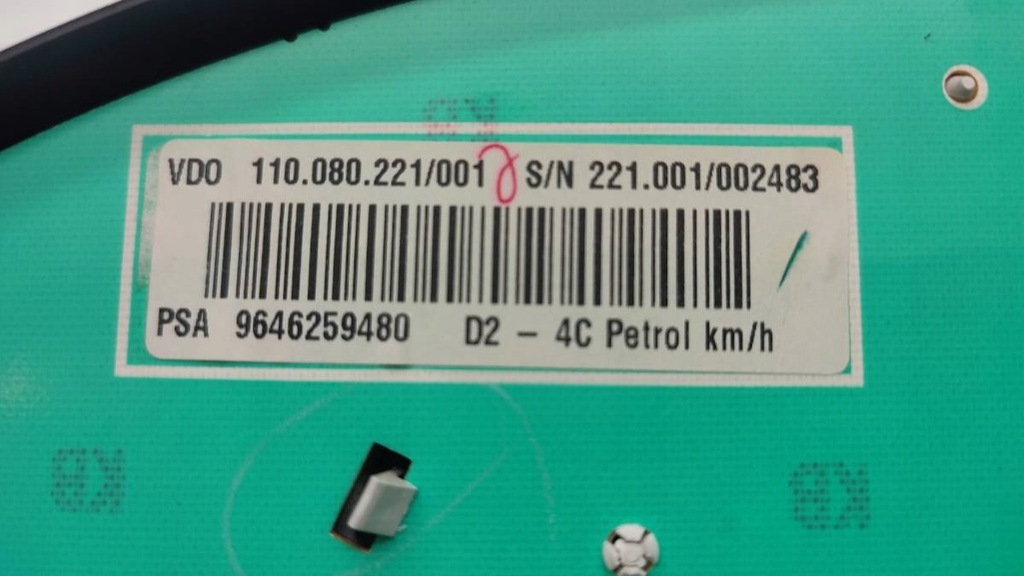 VDO 110.080.221/001 S/N 221.001/002483
PSA 9646259480 D2 - 4C Petrol km/h